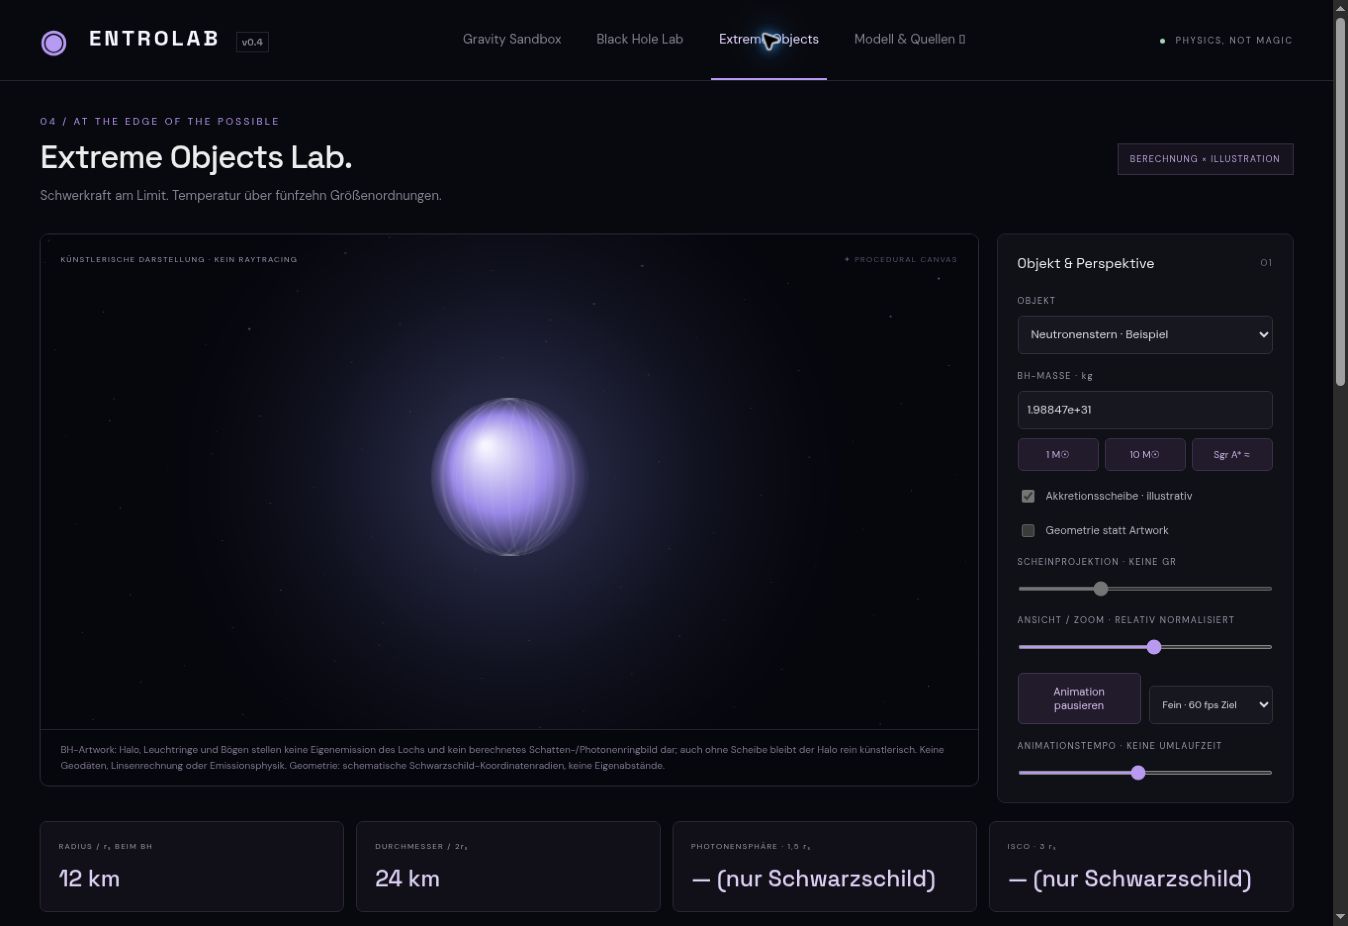 ENTROLAB
v0.4
Gravity Sandbox
Black Hole Lab
Extreme Objects
Modell & Quellen
PHYSICS, NOT MAGIC
04 / AT THE EDGE OF THE POSSIBLE
Extreme Objects Lab.
Schwerkraft am Limit. Temperatur über fünfzehn Größenordnungen.
BERECHNUNG ≠ ILLUSTRATION
KÜNSTLERISCHE DARSTELLUNG · KEIN RAYTRACING
✦ PROCEDURAL CANVAS
BH-Artwork: Halo, Leuchtringe und Bögen stellen keine Eigenemission des Lochs und kein berechnetes Schatten-/Photonenringbild dar; auch ohne Scheibe bleibt der Halo rein künstlerisch. Keine
Geodäten, Linsenrechnung oder Emissionsphysik. Geometrie: schematische Schwarzschild-Koordinatenradien, keine Eigenabstände.
Objekt & Perspektive
01
OBJEKT
Neutronenstern · Beispiel
BH-MASSE · kg
1.98847e+31
1 M☉
10 M☉
Sgr A* ≈
Akkretionsscheibe · illustrativ
Geometrie statt Artwork
SCHEINPROJEKTION · KEINE GR
ANSICHT / ZOOM · RELATIV NORMALISIERT
Animation
pausieren
Fein · 60 fps Ziel
ANIMATIONSTEMPO · KEINE UMLAUFZEIT
RADIUS / rₛ BEIM BH
12 km
DURCHMESSER / 2rₛ
24 km
PHOTONENSPHÄRE · 1,5 rₛ
— (nur Schwarzschild)
ISCO · 3 rₛ
— (nur Schwarzschild)